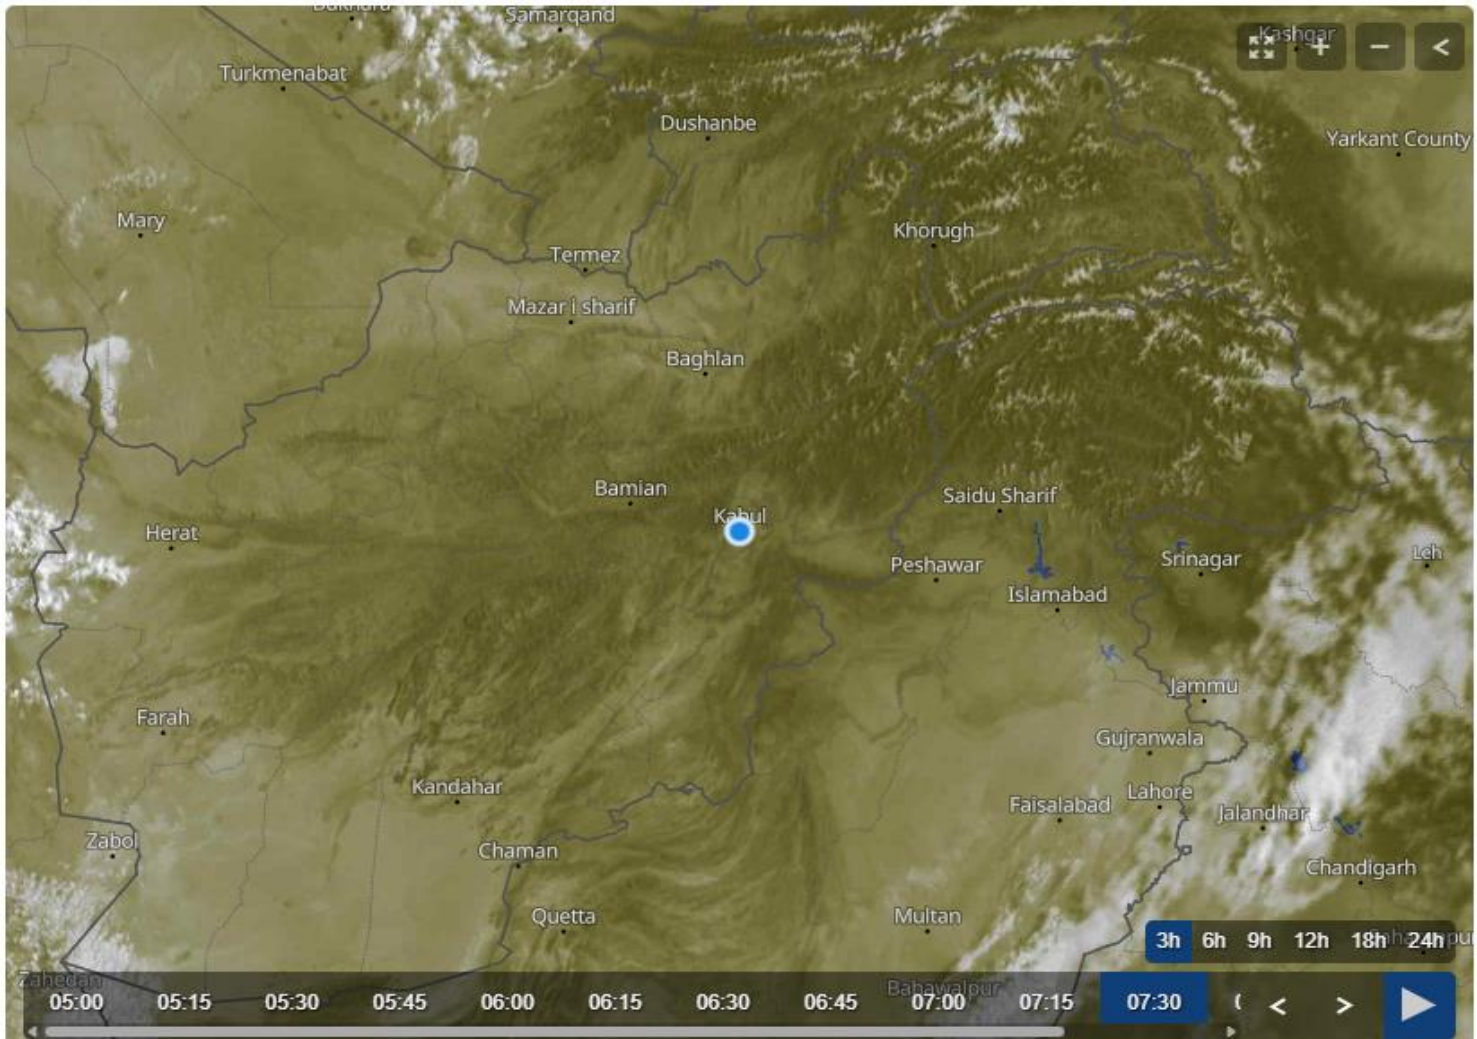 Samarqand
Kashgar
Turkmenabat
Dushanbe
Yarkant County
Mary
Khorugh
Termez
Mazar i sharif
Baghlan
Bamian
Saidu Sharif
Kabul
Herat
Srinagar
Leh
Peshawar
Islamabad
Jammu
Farah
Gujranwala
Kandahar
Lahore
Faisalabad
Jalandhar
Zabol
Chaman
Chandigarh
Quetta
Multan
3h 6h 9h 12h 18h 24h
Zahedan
Bahawalpur
05:00 05:15 05:30 05:45 06:00 06:15 06:30 06:45 07:00 07:15 07:30